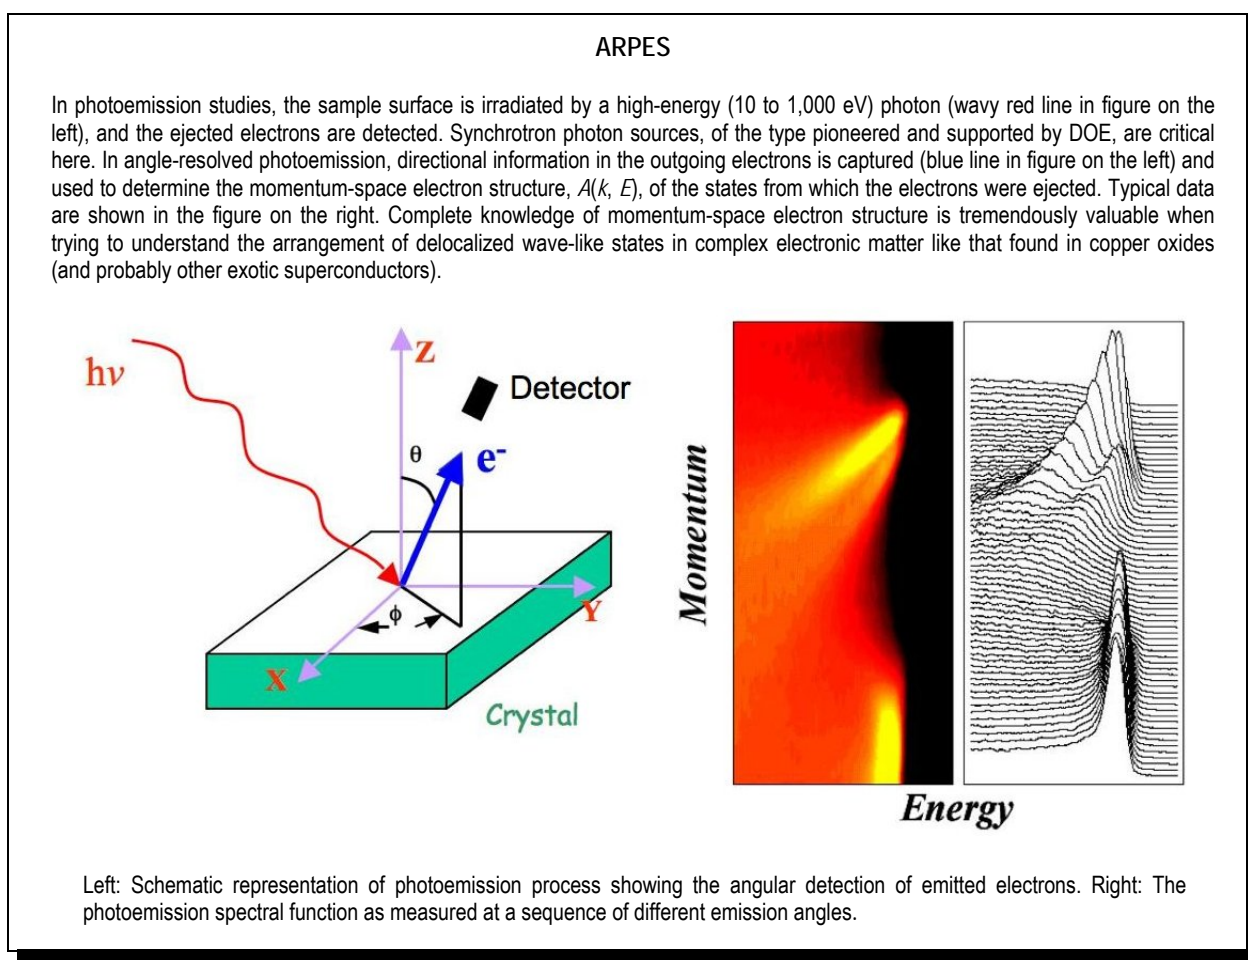 ARPES
In photoemission studies, the sample surface is irradiated by a high-energy (10 to 1,000 eV) photon (wavy red line in figure on the
left), and the ejected electrons are detected. Synchrotron photon sources, of the type pioneered and supported by DOE, are critical
here. In angle-resolved photoemission, directional information in the outgoing electrons is captured (blue line in figure on the left) and
used to determine the momentum-space electron structure, A(k, E), of the states from which the electrons were ejected. Typical data
are shown in the figure on the right. Complete knowledge of momentum-space electron structure is tremendously valuable when
trying to understand the arrangement of delocalized wave-like states in complex electronic matter like that found in copper oxides
(and probably other exotic superconductors).
hν
Z
Detector
θ
e-
Y
ϕ
X
Crystal
Momentum
Energy
Left: Schematic representation of photoemission process showing the angular detection of emitted electrons. Right: The
photoemission spectral function as measured at a sequence of different emission angles.